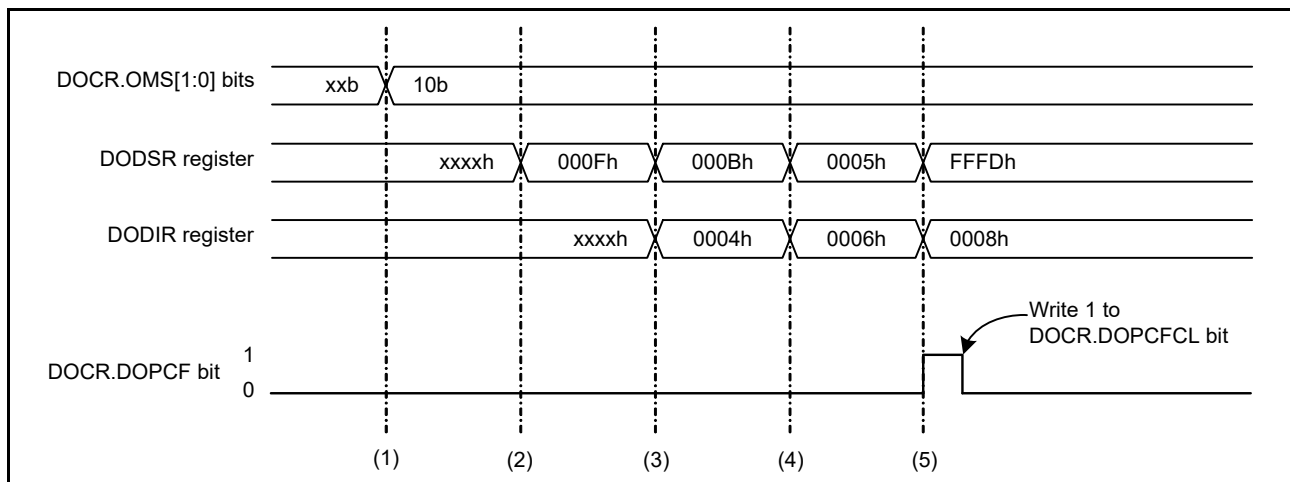 DOCR.OMS[1:0] bits xxb 10b
DODSR register xxxxh 000Fh 000Bh 0005h FFFDh
DODIR register xxxxh 0004h 0006h 0008h
Write 1 to
DOCR.DOPCFCL bit
DOCR.DOPCF bit 1
0
(1) (2) (3) (4) (5)